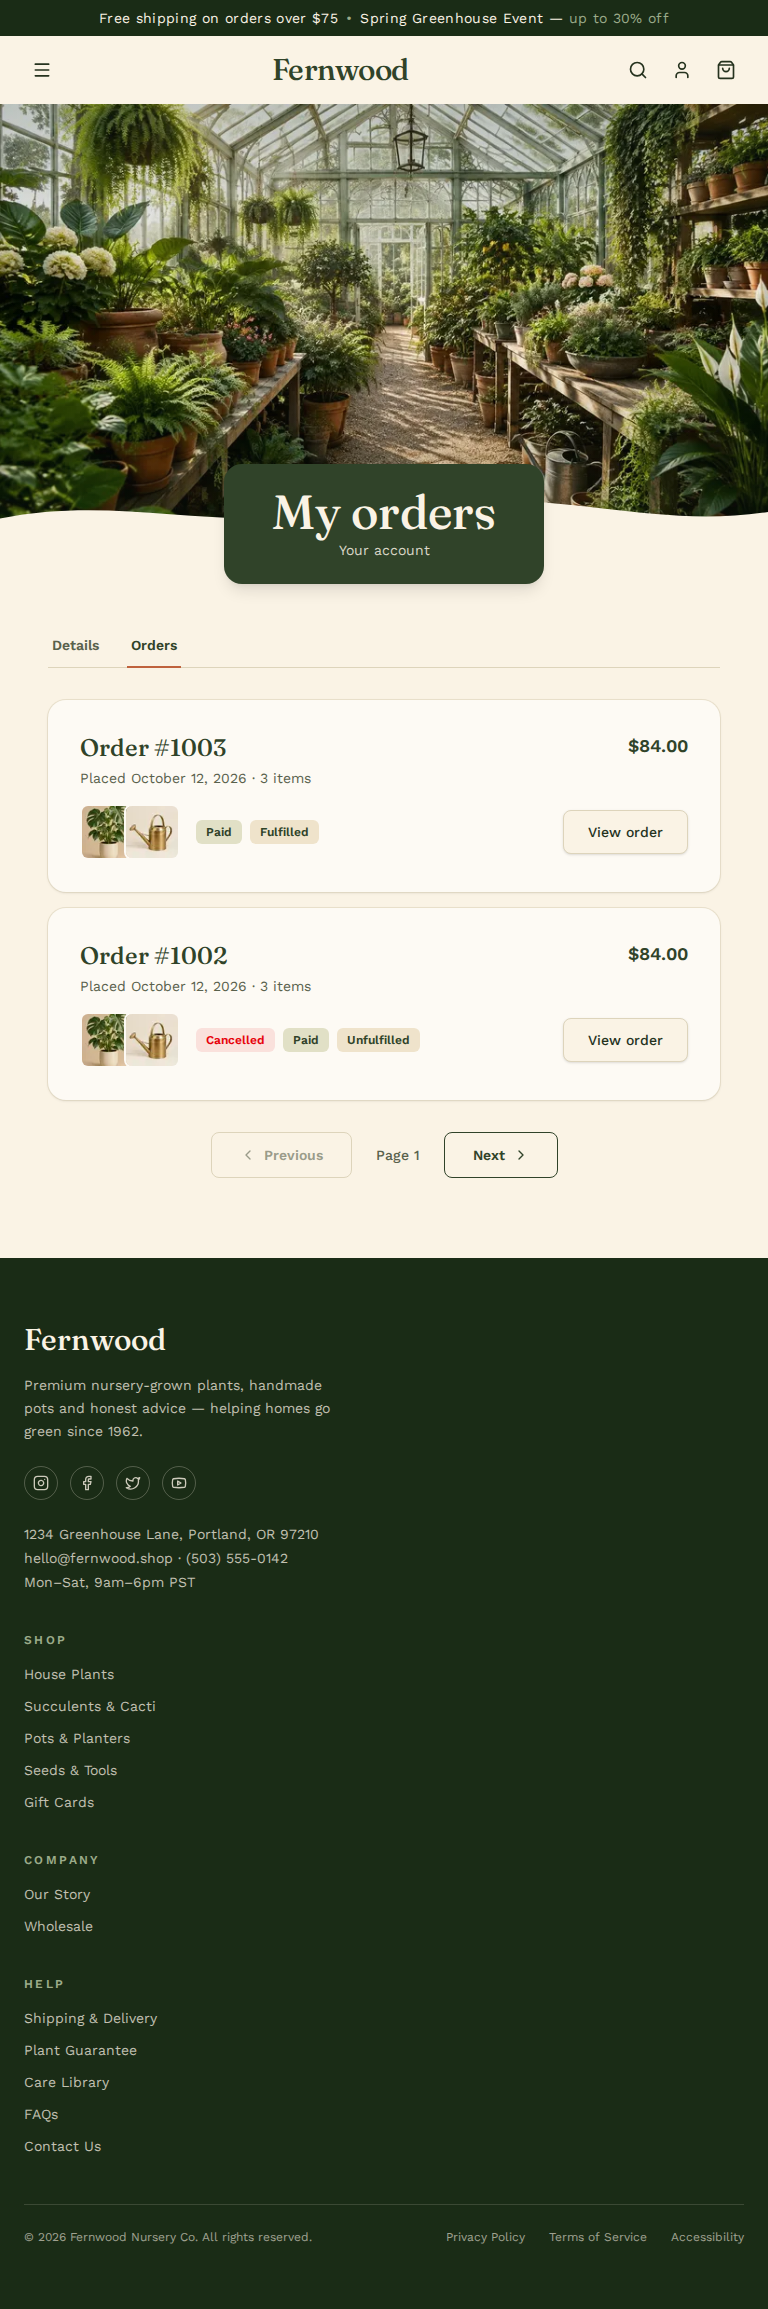 Free shipping on orders over $75 • Spring Greenhouse Event — up to 30% off
Fernwood
My orders
Your account
Details
Orders
Order #1003
$84.00
Placed October 12, 2026 · 3 items
Paid
Fulfilled
View order
Order #1002
$84.00
Placed October 12, 2026 · 3 items
Cancelled
Paid
Unfulfilled
View order
Previous
Page 1
Next
Fernwood
Premium nursery-grown plants, handmade
pots and honest advice — helping homes go
green since 1962.
1234 Greenhouse Lane, Portland, OR 97210
hello@fernwood.shop · (503) 555-0142
Mon–Sat, 9am–6pm PST
SHOP
House Plants
Succulents & Cacti
Pots & Planters
Seeds & Tools
Gift Cards
COMPANY
Our Story
Wholesale
HELP
Shipping & Delivery
Plant Guarantee
Care Library
FAQs
Contact Us
© 2026 Fernwood Nursery Co. All rights reserved.
Privacy Policy
Terms of Service
Accessibility